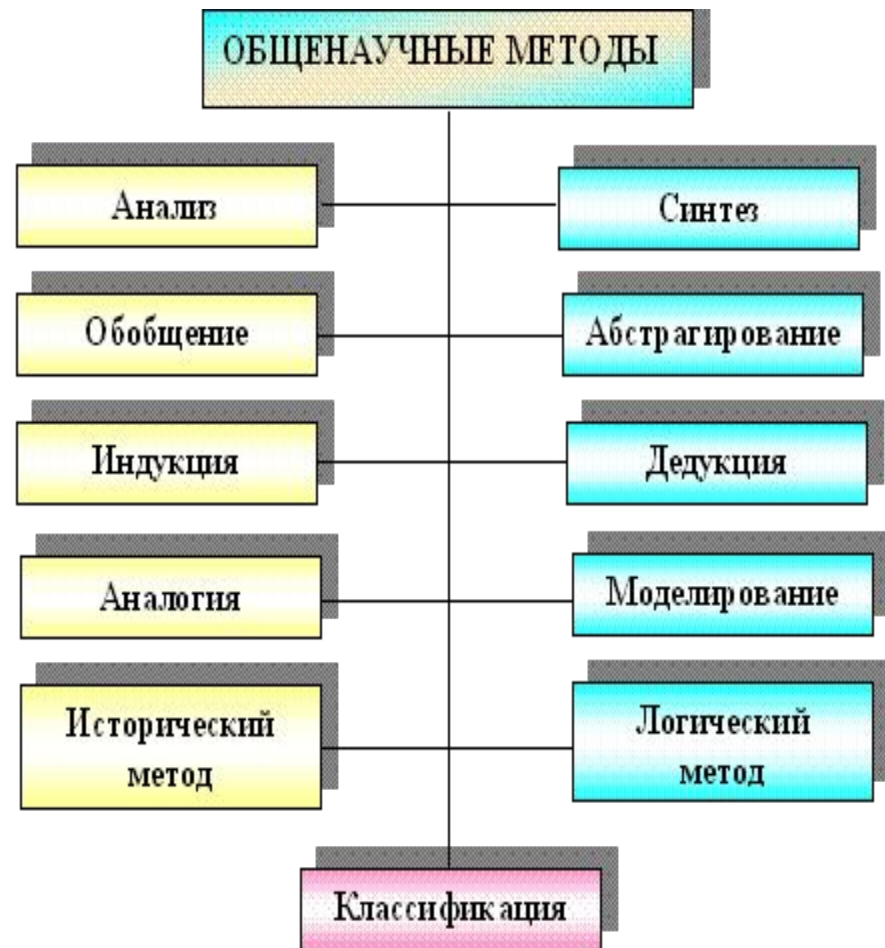 ОБЩЕНАУЧНЫЕ МЕТОДЫ
Анализ
Синтез
Обобщение
Абстрагирование
Индукция
Дедукция
Аналогия
Моделирование
Исторический
метод
Логический
метод
Классификация